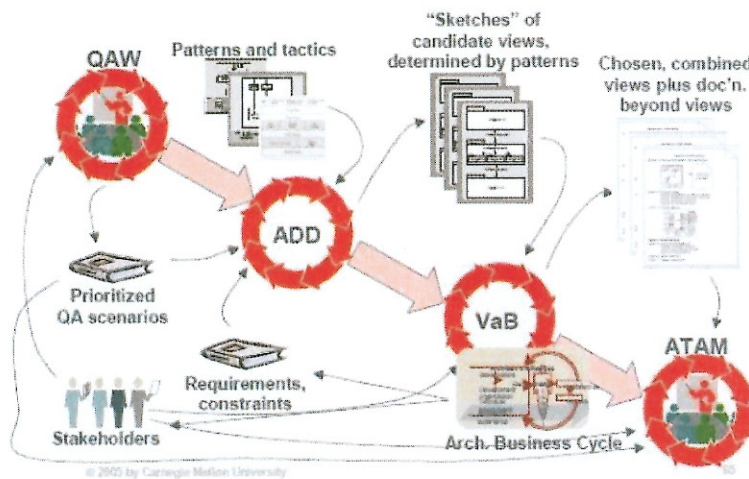 QAW
Patterns and tactics
“Sketches” of
candidate views,
determined by patterns
Chosen, combined
views plus doc'n.
beyond views
ADD
Prioritized
QA scenarios
VaB
ATAM
Requirements,
constraints
Stakeholders
Arch. Business Cycle
© 2005 by Carnegie Mellon University